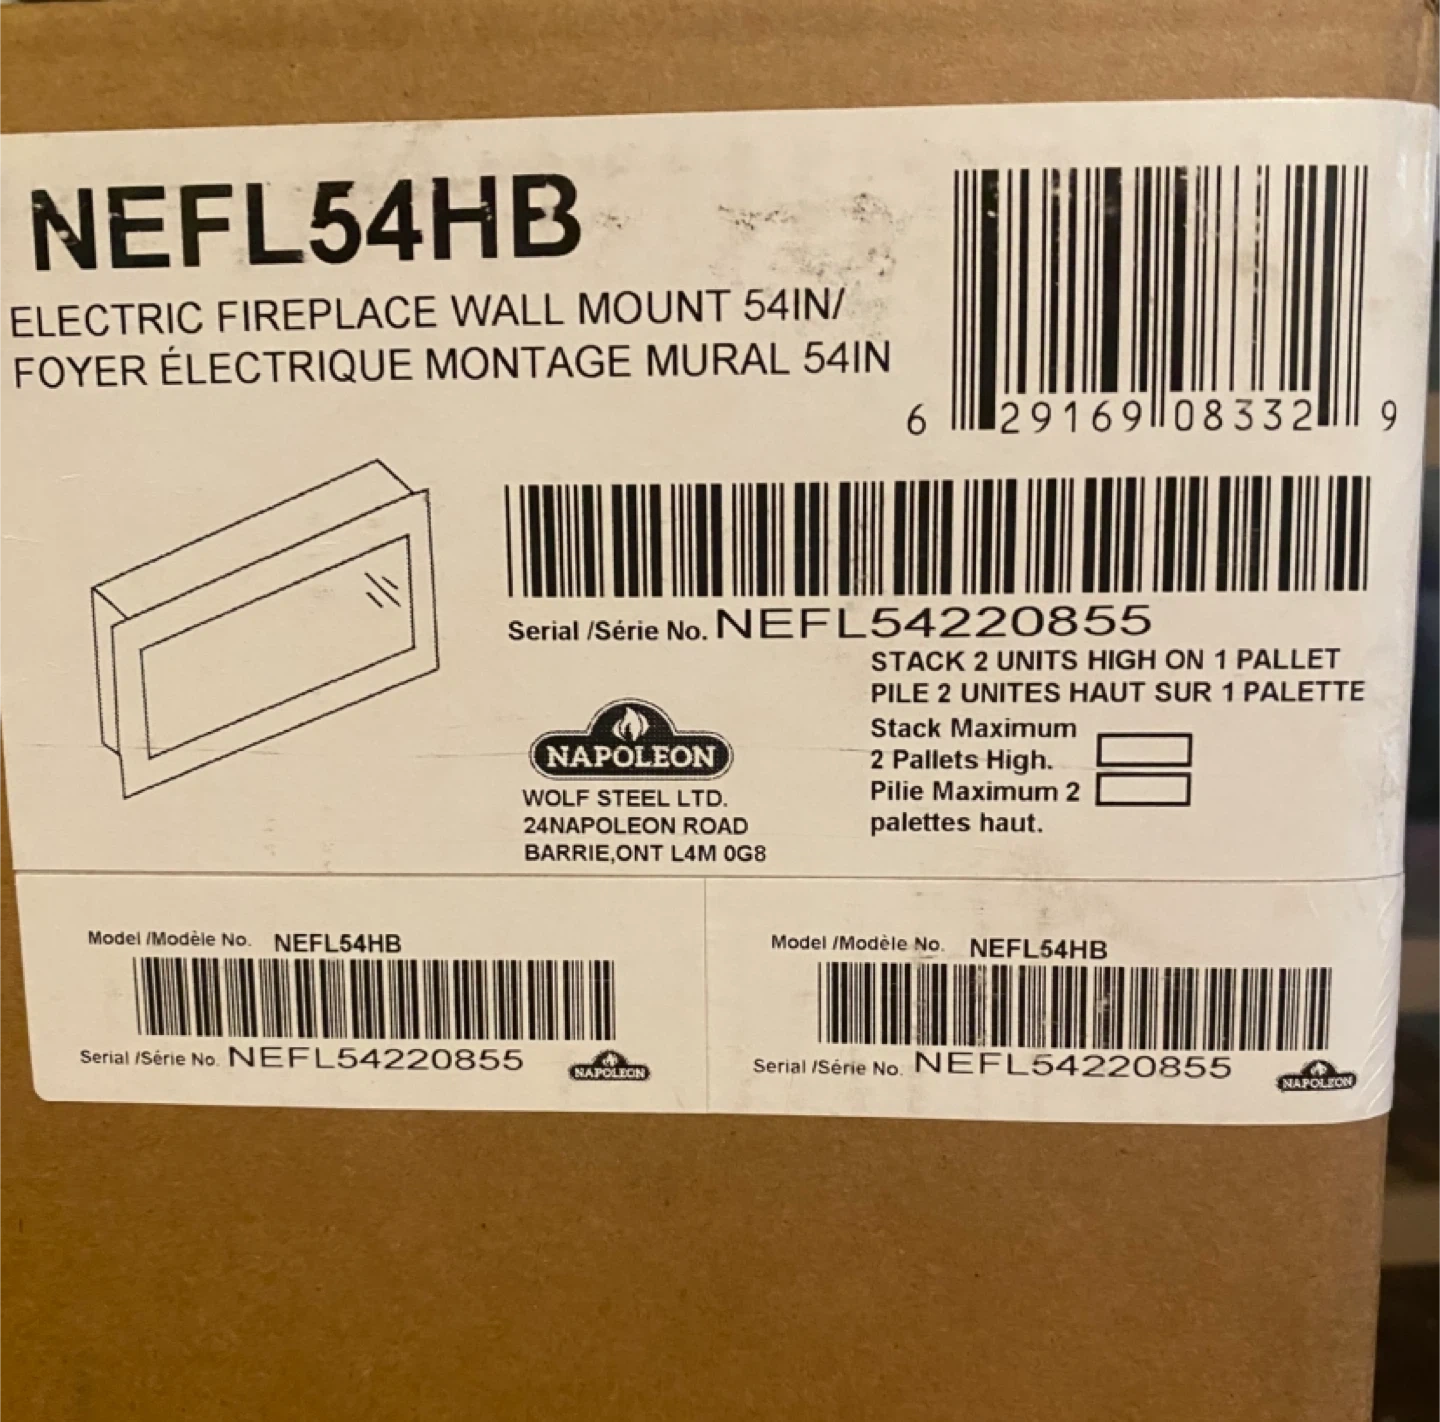 NEFL54HB
ELECTRIC FIREPLACE WALL MOUNT 54IN/
FOYER ÉLECTRIQUE MONTAGE MURAL 54IN
6 29169 08332 9
Serial /Série No. NEFL54220855
STACK 2 UNITS HIGH ON 1 PALLET
PILE 2 UNITES HAUT SUR 1 PALETTE
Stack Maximum
2 Pallets High.
Pilie Maximum 2
palettes haut.
NAPOLEON
WOLF STEEL LTD.
24NAPOLEON ROAD
BARRIE,ONT L4M 0G8
Model /Modèle No. NEFL54HB
Serial /Série No. NEFL54220855
NAPOLEON
Model /Modèle No. NEFL54HB
Serial /Série No. NEFL54220855
NAPOLEON